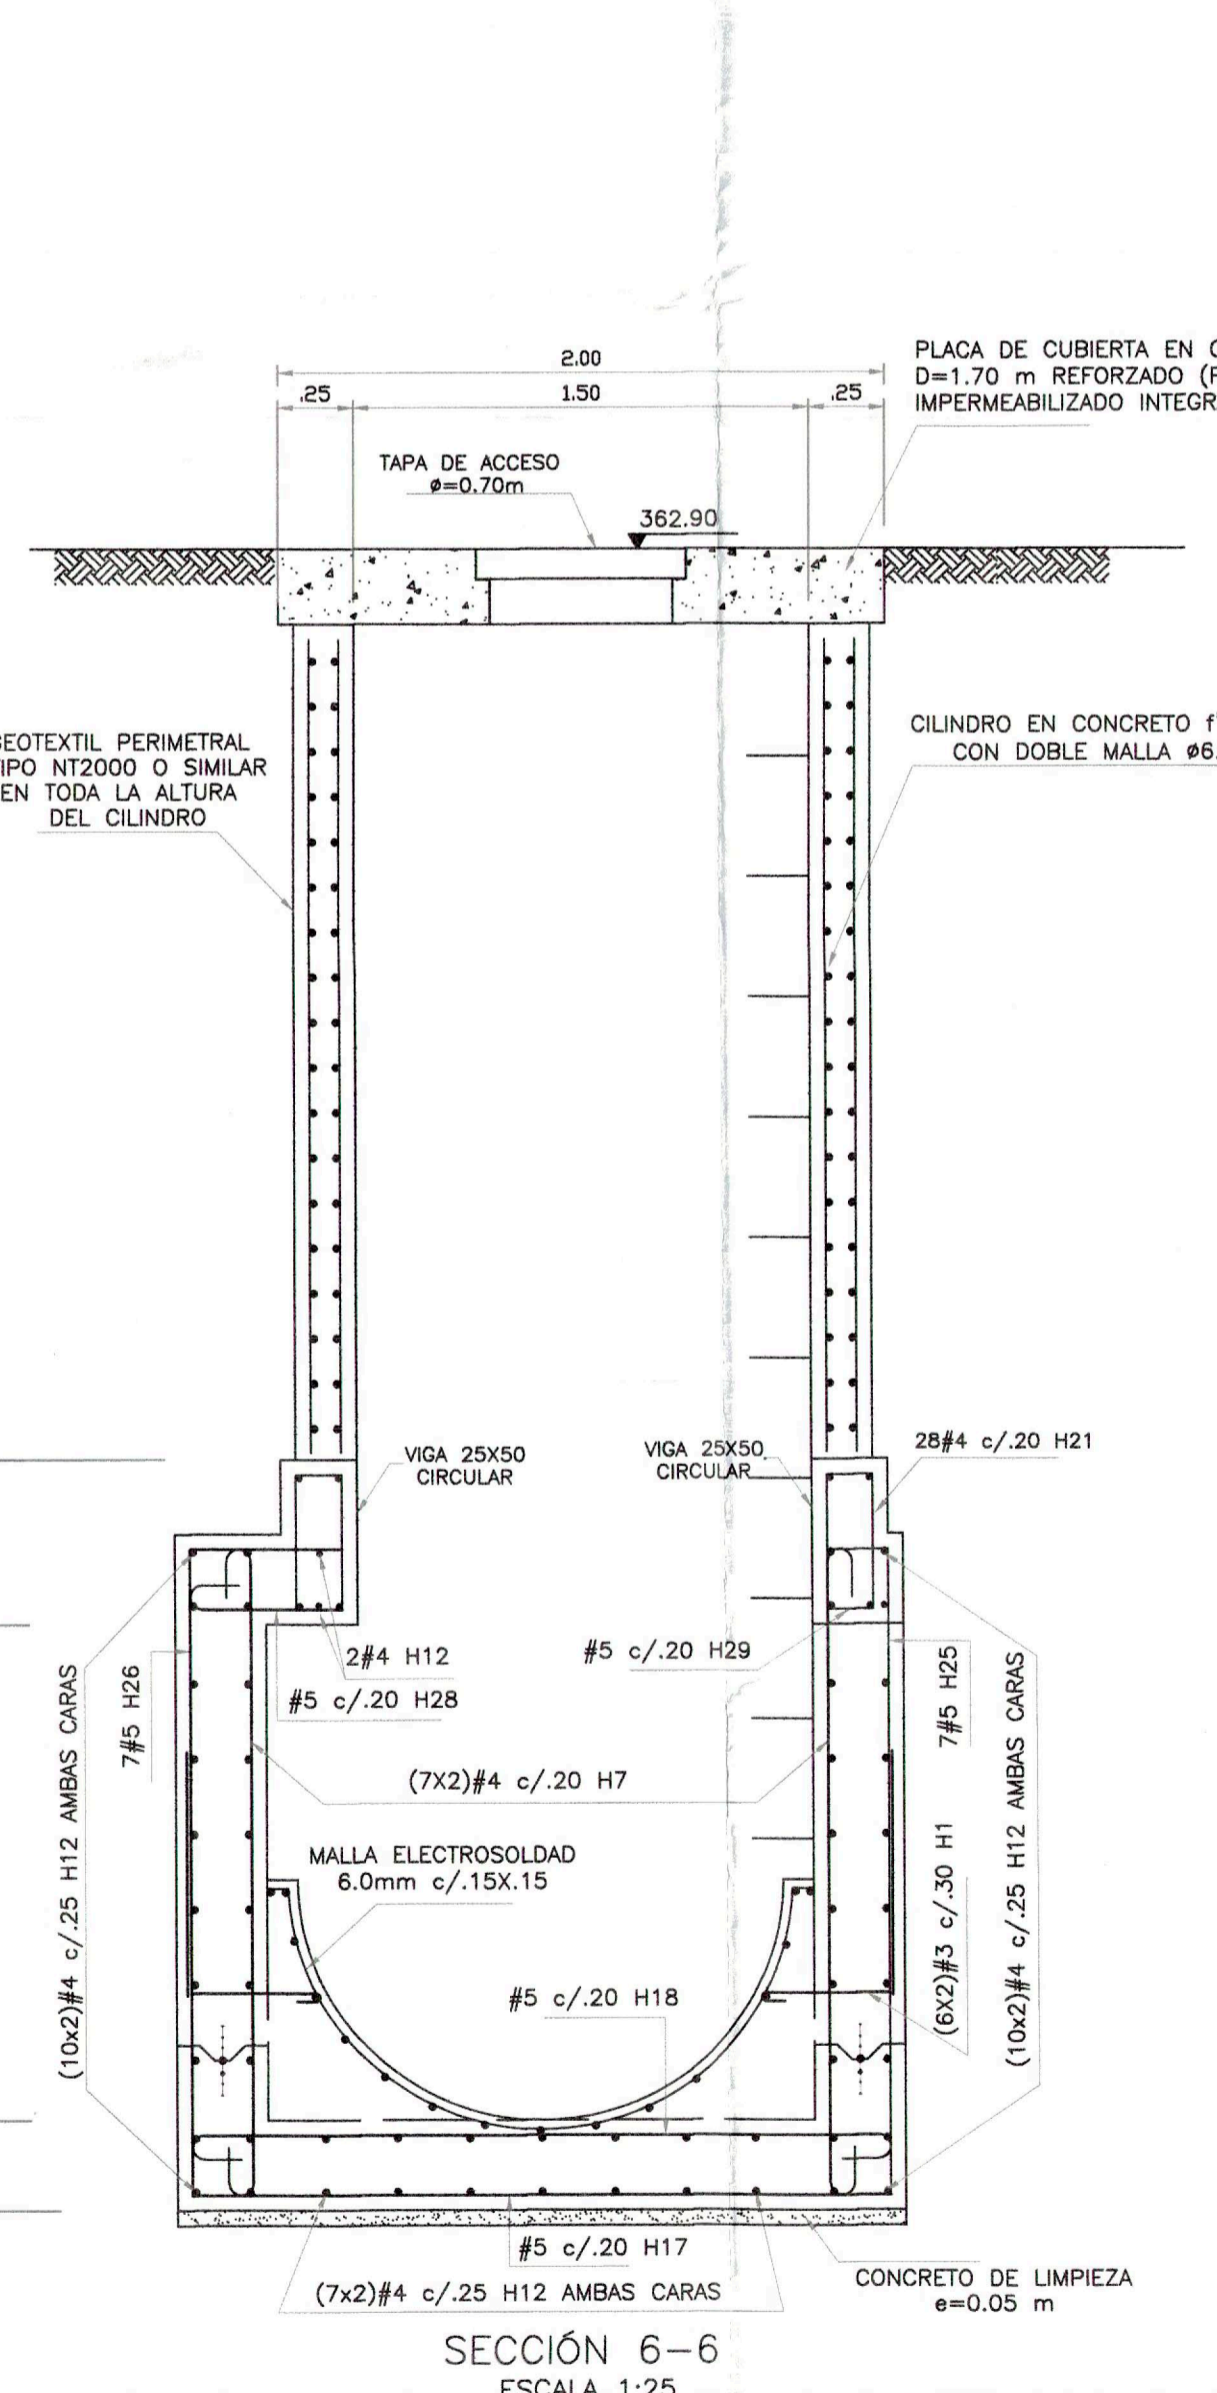 2.00
.25
1.50
.25
PLACA DE CUBIERTA EN
D=1.70 m REFORZADO
IMPERMEABILIZADO
TAPA DE ACCESO
ø=0.70m
362.90
GEOTEXTIL PERIMETRAL
TIPO NT2000 O SIMILAR
EN TODA LA ALTURA
DEL CILINDRO
CILINDRO EN CONCRETO
CON DOBLE MALLA
VIGA 25X50
CIRCULAR
VIGA 25X50
CIRCULAR
28#4 c/.20 H21
2#4 H12
#5 c/.20 H28
#5 c/.20 H29
7#5 H26
7#5 H25
(10x2)#4 c/.25 H12 AMBAS CARAS
(7X2)#4 c/.20 H7
MALLA ELECTROSOLDAD
6.0mm c/.15X.15
(6X2)#3 c/.30 H1
(10x2)#4 c/.25 H12 AMBAS CARAS
#5 c/.20 H18
#5 c/.20 H17
(7x2)#4 c/.25 H12 AMBAS CARAS
CONCRETO DE LIMPIEZA
e=0.05 m
SECCIÓN 6-6
ESCALA 1:25